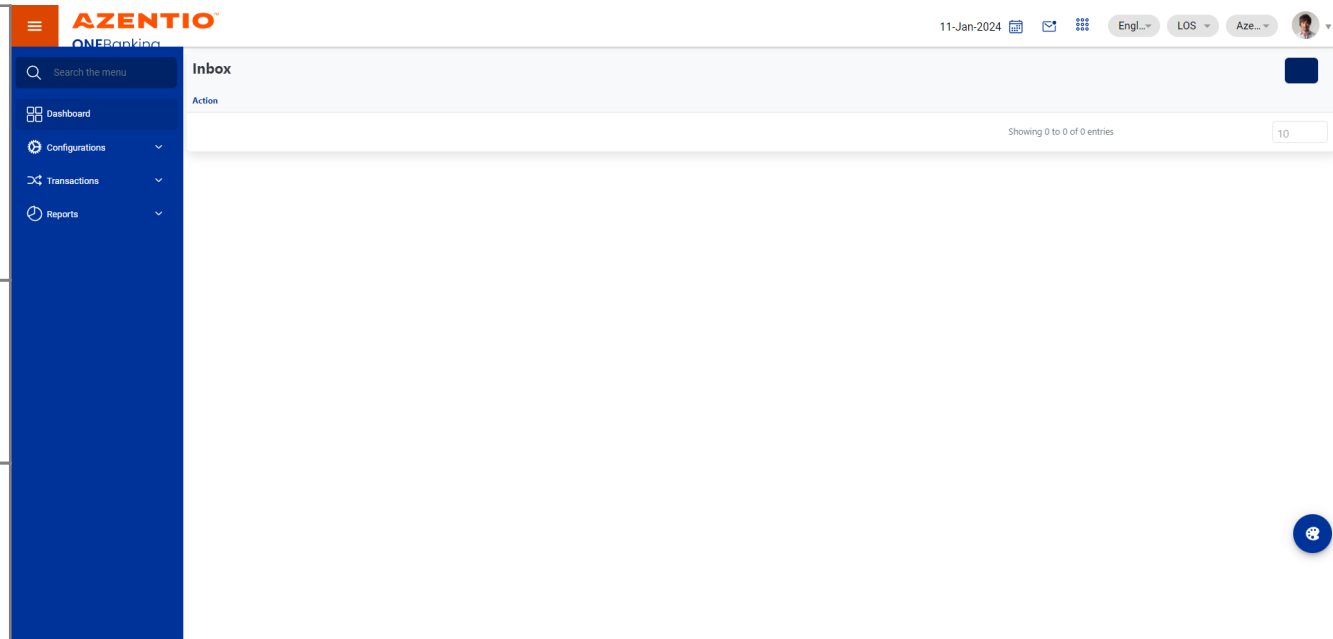 AZENTIO™
ONEBanking
11-Jan-2024
Engl...
LOS
Aze...
Search the menu
Inbox
Action
Dashboard
Showing 0 to 0 of 0 entries
10
Configurations
Transactions
Reports